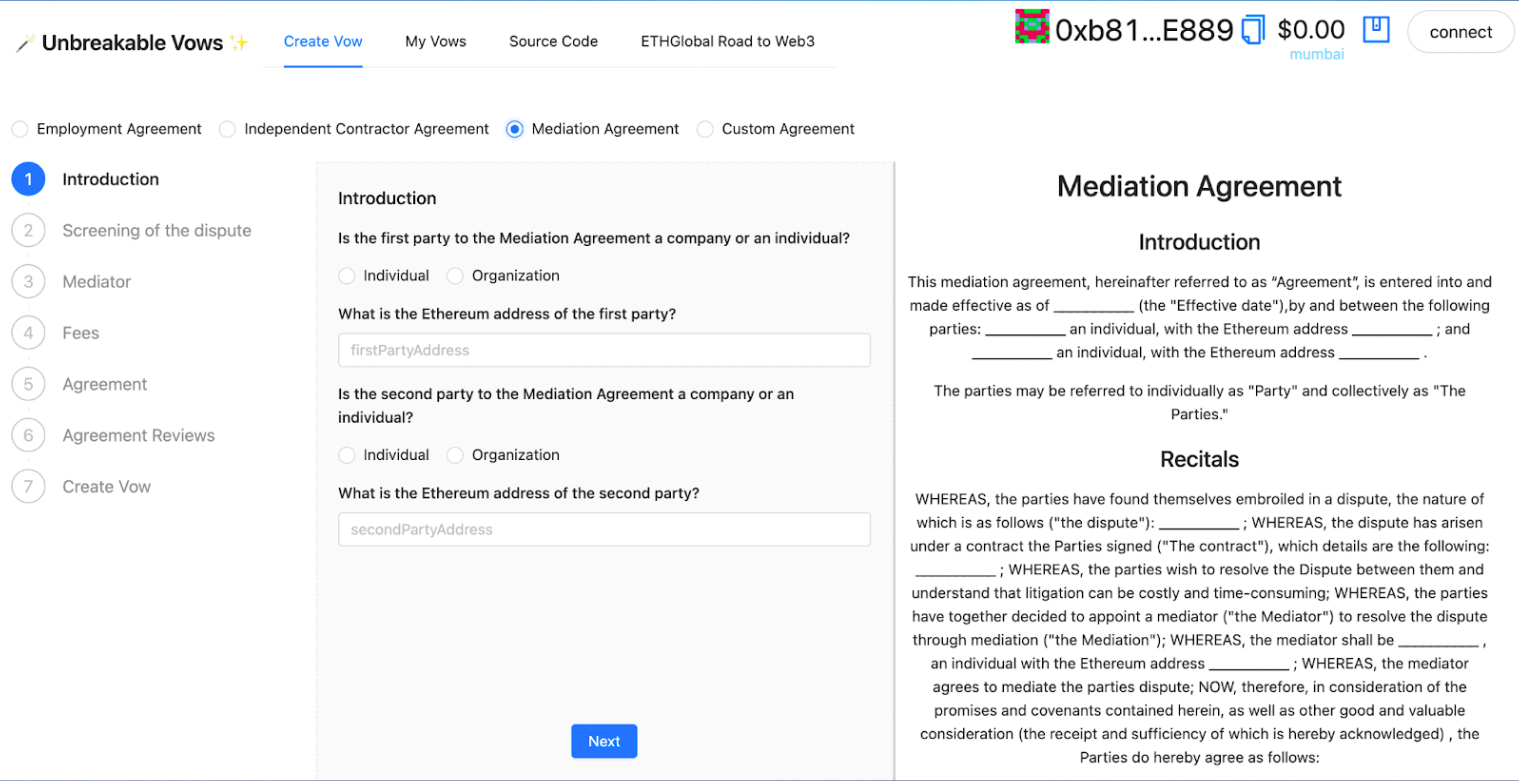 Unbreakable Vows
Create Vow
My Vows
Source Code
ETHGlobal Road to Web3
0xb81...E889
$0.00
mumbai
connect
Employment Agreement
Independent Contractor Agreement
Mediation Agreement
Custom Agreement
1 Introduction
2 Screening of the dispute
3 Mediator
4 Fees
5 Agreement
6 Agreement Reviews
7 Create Vow
Introduction
Is the first party to the Mediation Agreement a company or an individual?
Individual Organization
What is the Ethereum address of the first party?
firstPartyAddress
Is the second party to the Mediation Agreement a company or an
individual?
Individual Organization
What is the Ethereum address of the second party?
secondPartyAddress
Next
Mediation Agreement
Introduction
This mediation agreement, hereinafter referred to as “Agreement”, is entered into and
made effective as of __________ (the "Effective date"),by and between the following
parties: __________ an individual, with the Ethereum address __________ ; and
__________ an individual, with the Ethereum address __________ .
The parties may be referred to individually as "Party" and collectively as "The
Parties."
Recitals
WHEREAS, the parties have found themselves embroiled in a dispute, the nature of
which is as follows ("the dispute"): __________ ; WHEREAS, the dispute has arisen
under a contract the Parties signed ("The contract"), which details are the following:
__________ ; WHEREAS, the parties wish to resolve the Dispute between them and
understand that litigation can be costly and time-consuming; WHEREAS, the parties
have together decided to appoint a mediator ("the Mediator") to resolve the dispute
through mediation ("the Mediation"); WHEREAS, the mediator shall be __________ ,
an individual with the Ethereum address __________ ; WHEREAS, the mediator
agrees to mediate the parties dispute; NOW, therefore, in consideration of the
promises and covenants contained herein, as well as other good and valuable
consideration (the receipt and sufficiency of which is hereby acknowledged) , the
Parties do hereby agree as follows: